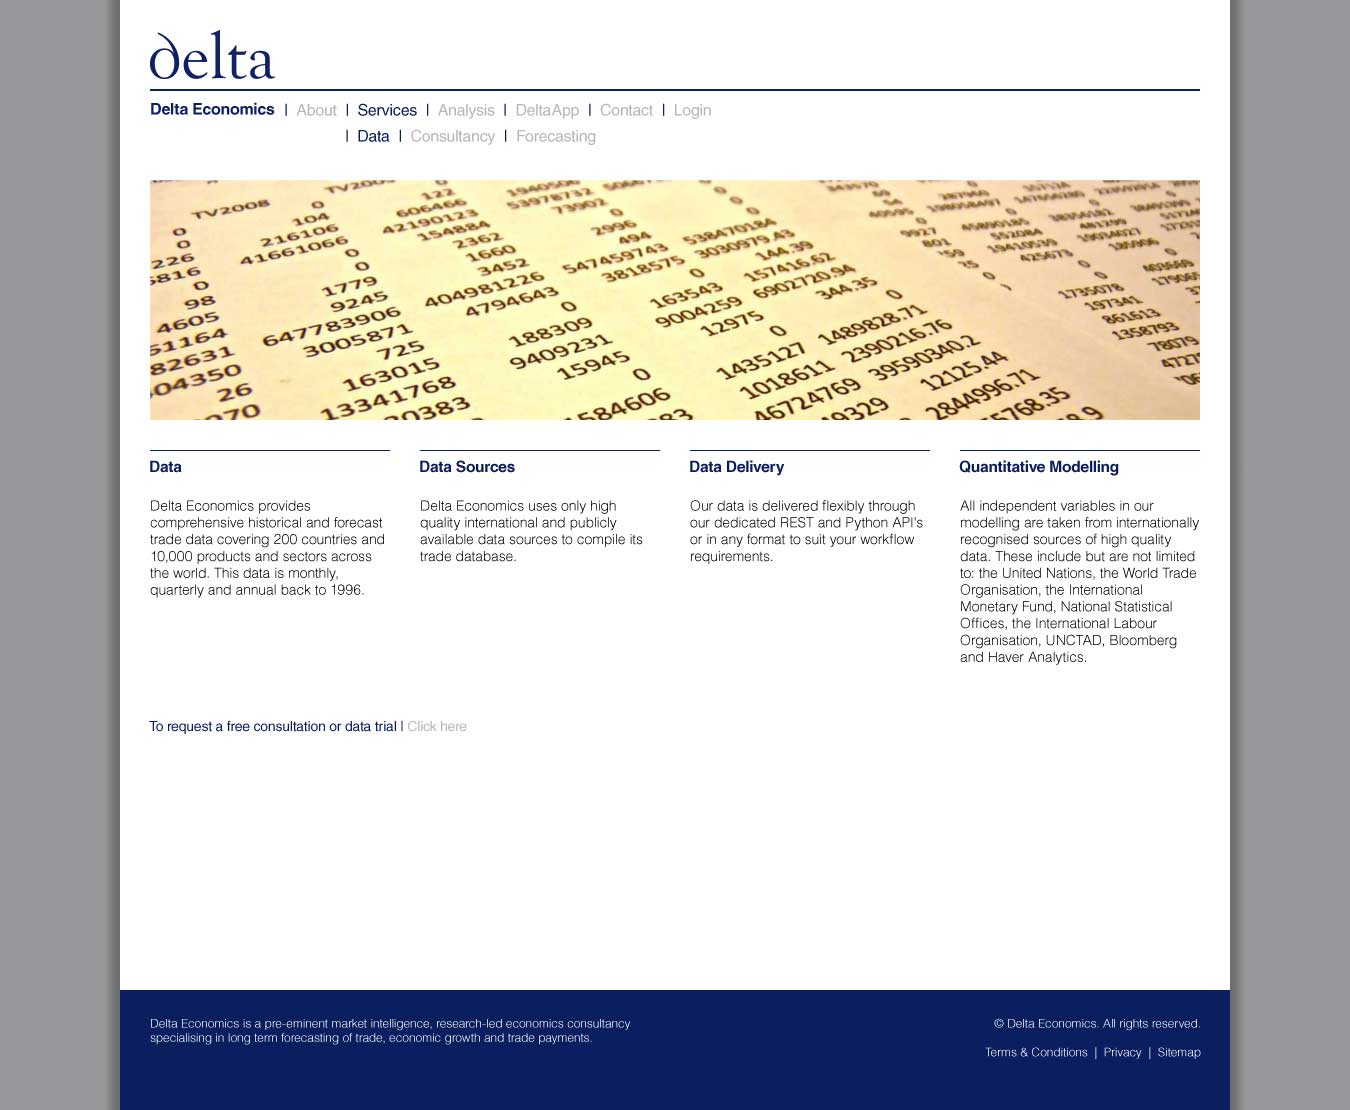 delta
Delta Economics | About | Services | Analysis | DeltaApp | Contact | Login
| Data | Consultancy | Forecasting
TV2008 0 122 1940506
0 104 606466 53978732
0 216106 42190123 73902 0
226 41661066 154884 2996
5816 0 2362 494 538470184
0 0 1660 547459743 3030979.43
98 1779 3452 3818575 144.39
4605 9245 404981226 0 157416.62
51164 647783906 4794643 163543 6902720.94
82631 3005871 0 9004259 344.35
04350 725 188309 12975 0
26 163015 9409231 0 1489828.71
13341768 15945 1435127 2390216.76
0 1018611 39590340.2
584606 46724769 12125.44
2844996.71
Data
Delta Economics provides
comprehensive historical and forecast
trade data covering 200 countries and
10,000 products and sectors across
the world. This data is monthly,
quarterly and annual back to 1996.
Data Sources
Delta Economics uses only high
quality international and publicly
available data sources to compile its
trade database.
Data Delivery
Our data is delivered flexibly through
our dedicated REST and Python API's
or in any format to suit your workflow
requirements.
Quantitative Modelling
All independent variables in our
modelling are taken from internationally
recognised sources of high quality
data. These include but are not limited
to: the United Nations, the World Trade
Organisation, the International
Monetary Fund, National Statistical
Offices, the International Labour
Organisation, UNCTAD, Bloomberg
and Haver Analytics.
To request a free consultation or data trial | Click here
Delta Economics is a pre-eminent market intelligence, research-led economics consultancy
specialising in long term forecasting of trade, economic growth and trade payments.
© Delta Economics. All rights reserved.
Terms & Conditions | Privacy | Sitemap